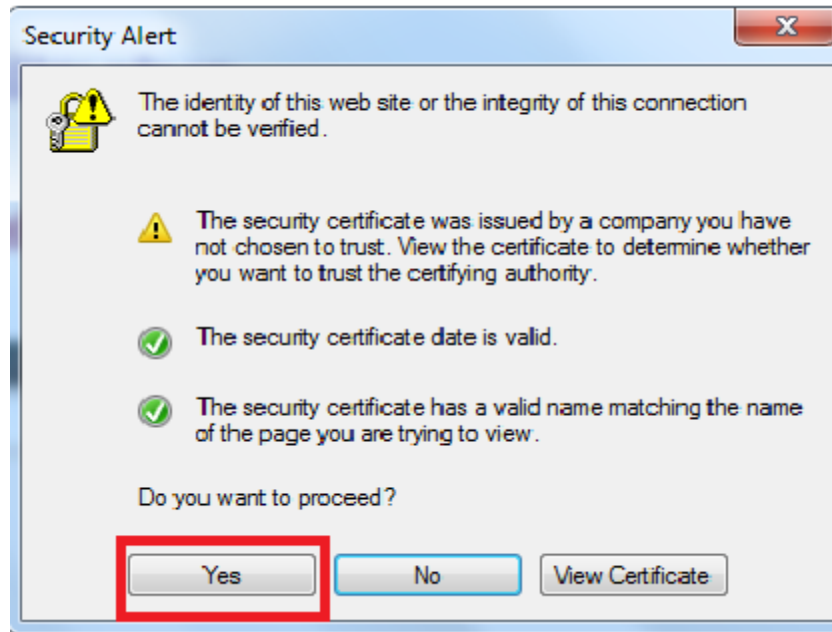 Security Alert
The identity of this web site or the integrity of this connection
cannot be verified.
The security certificate was issued by a company you have
not chosen to trust. View the certificate to determine whether
you want to trust the certifying authority.
The security certificate date is valid.
The security certificate has a valid name matching the name
of the page you are trying to view.
Do you want to proceed?
Yes No View Certificate